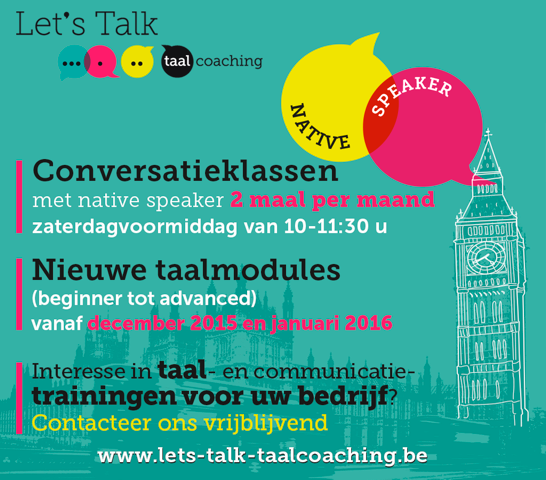 Let's Talk
taal coaching
NATIVE
SPEAKER
Conversatieklassen
met native speaker 2 maal per maand
zaterdagvoormiddag van 10-11:30 u
Nieuwe taalmodules
(beginner tot advanced)
vanaf december 2015 en januari 2016
Interesse in taal- en communicatie-
trainingen voor uw bedrijf?
Contacteer ons vrijblijvend
www.lets-talk-taalcoaching.be